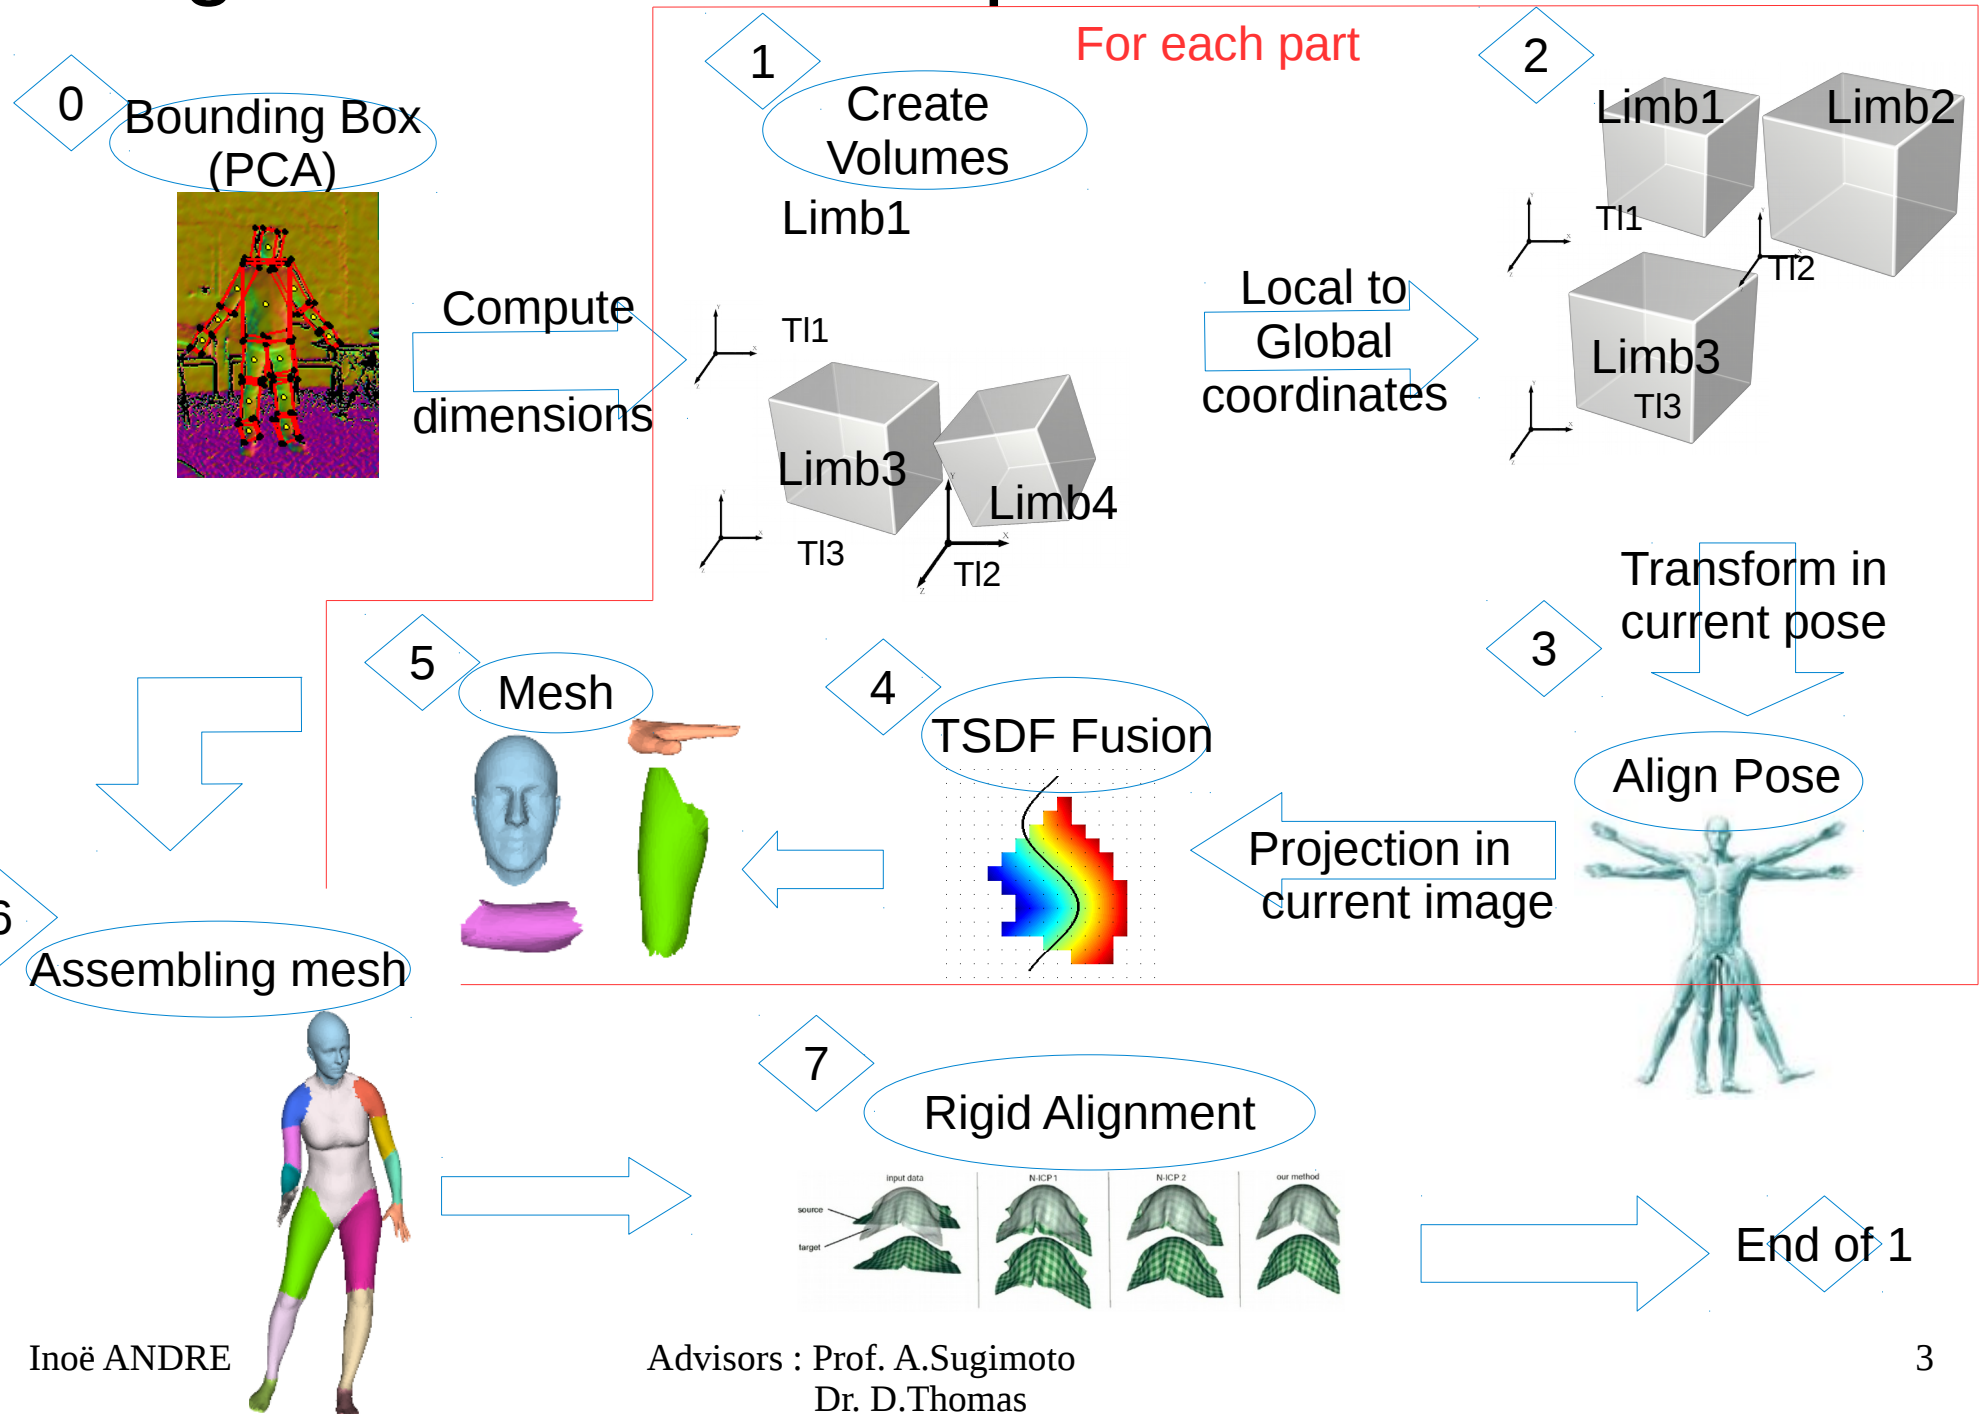 For each part
0
Bounding Box
(PCA)
1
Create
Volumes
Limb1
Tl1
Limb3
Limb4
Tl3
Tl2
Compute
dimensions
Local to
Global
coordinates
2
Limb1
Limb2
Tl1
Tl2
Limb3
Tl3
Transform in
current pose
3
Align Pose
Projection in
current image
4
TSDF Fusion
5
Mesh
6
Assembling mesh
7
Rigid Alignment
input data
N-ICP 1
N-ICP 2
our method
source
target
End of 1
Inoë ANDRE
Advisors : Prof. A.Sugimoto
Dr. D.Thomas
3